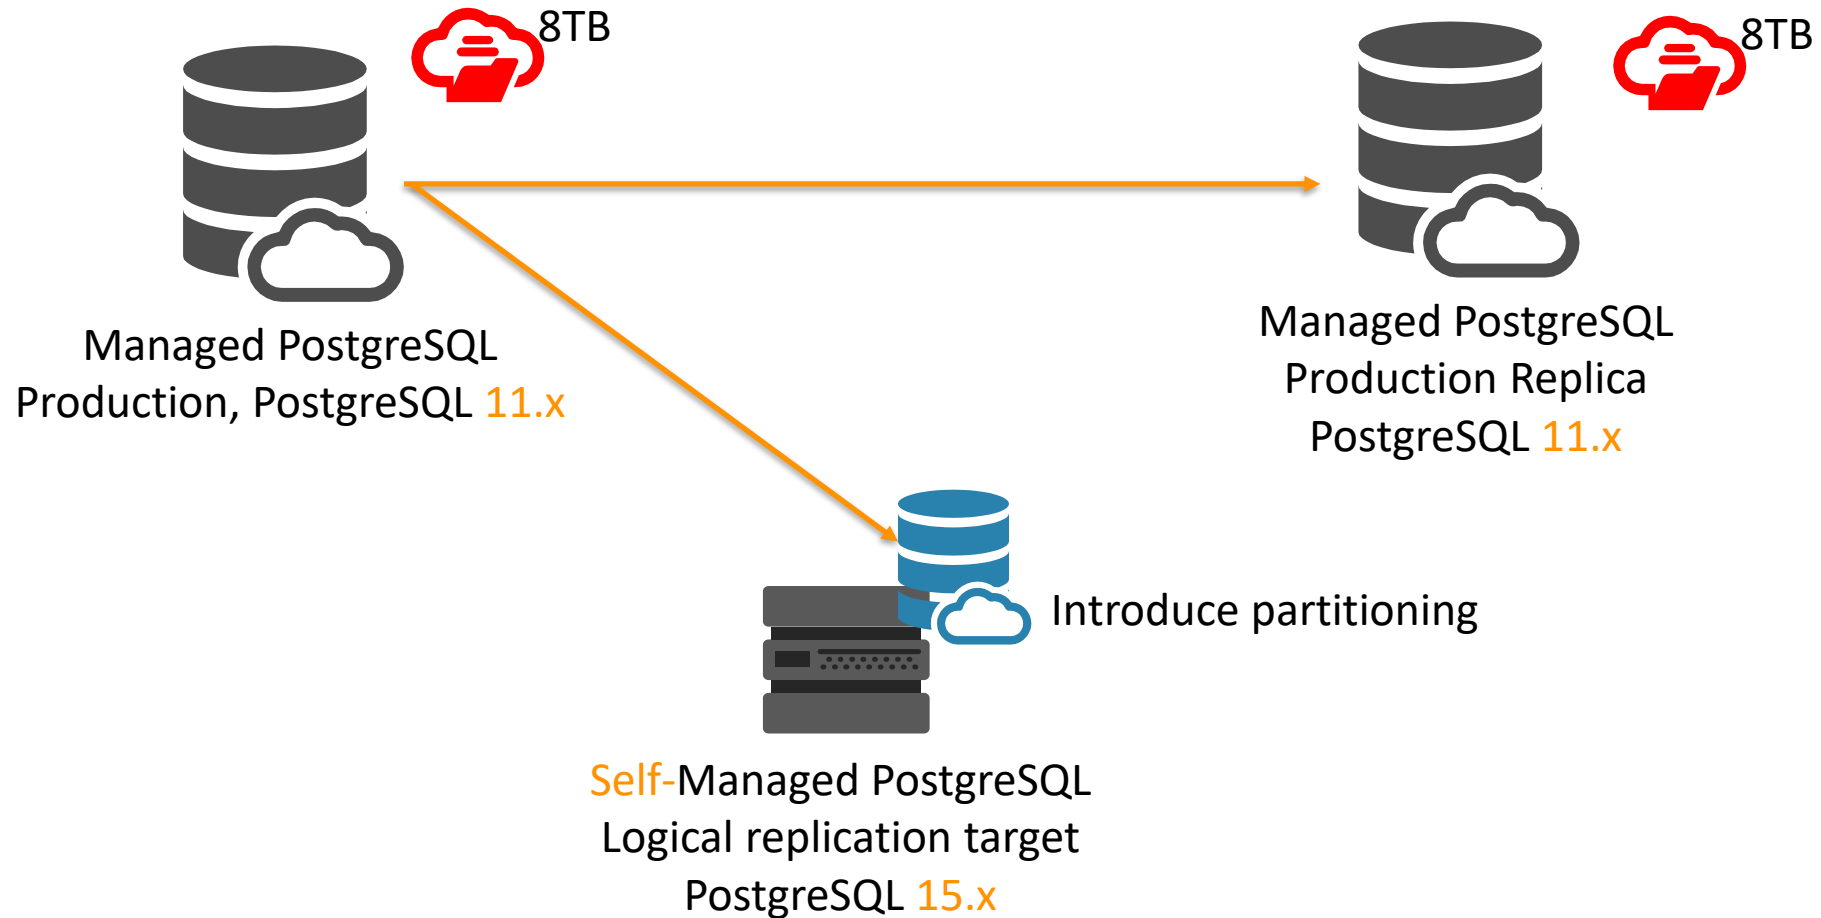 8TB
8TB
Managed PostgreSQL
Production, PostgreSQL 11.x
Managed PostgreSQL
Production Replica
PostgreSQL 11.x
Introduce partitioning
Self-Managed PostgreSQL
Logical replication target
PostgreSQL 15.x